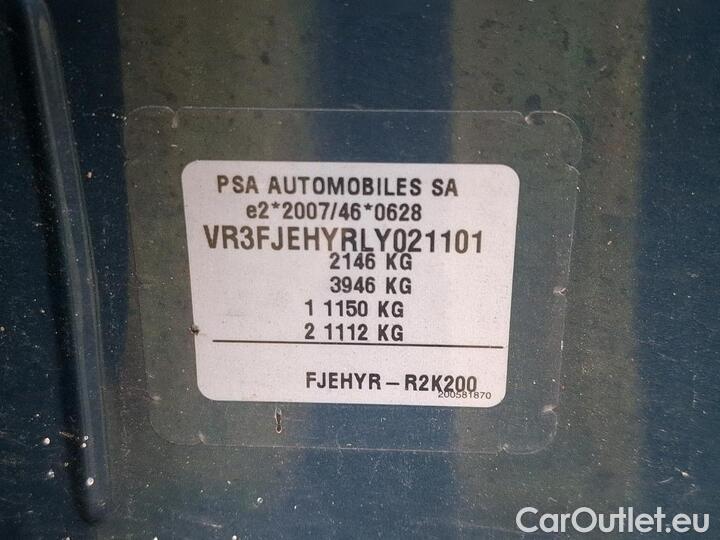 PSA AUTOMOBILES SA
e2*2007/46*0628
VR3FJEHYRLY021101
2146 KG
3946 KG
1 1150 KG
2 1112 KG
FJEHYR-R2K200
200581870
CarOutlet.eu